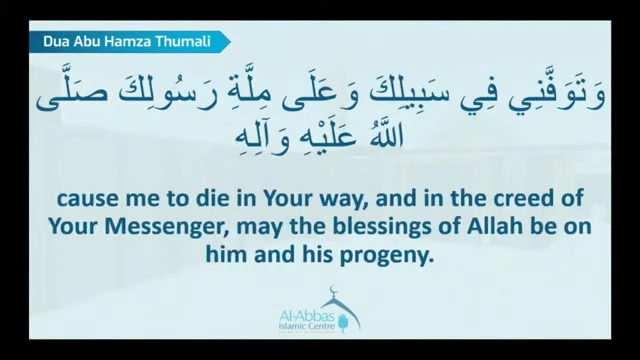 Dua Abu Hamza Thumali
وَتَوَفَّنِي فِي سَبِيلِكَ وَعَلَى مِلَّةِ رَسُولِكَ صَلَّى
اللَّهُ عَلَيْهِ وَآلِهِ
cause me to die in Your way, and in the creed of
Your Messenger, may the blessings of Allah be on
him and his progeny.
Al-Abbas
Islamic Centre